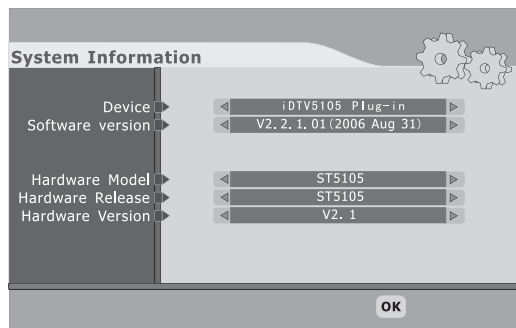 System Information
Device iDTV5105 Plug-in
Software version V2.2.1.01(2006 Aug 31)
Hardware Model ST5105
Hardware Release ST5105
Hardware Version V2.1
OK